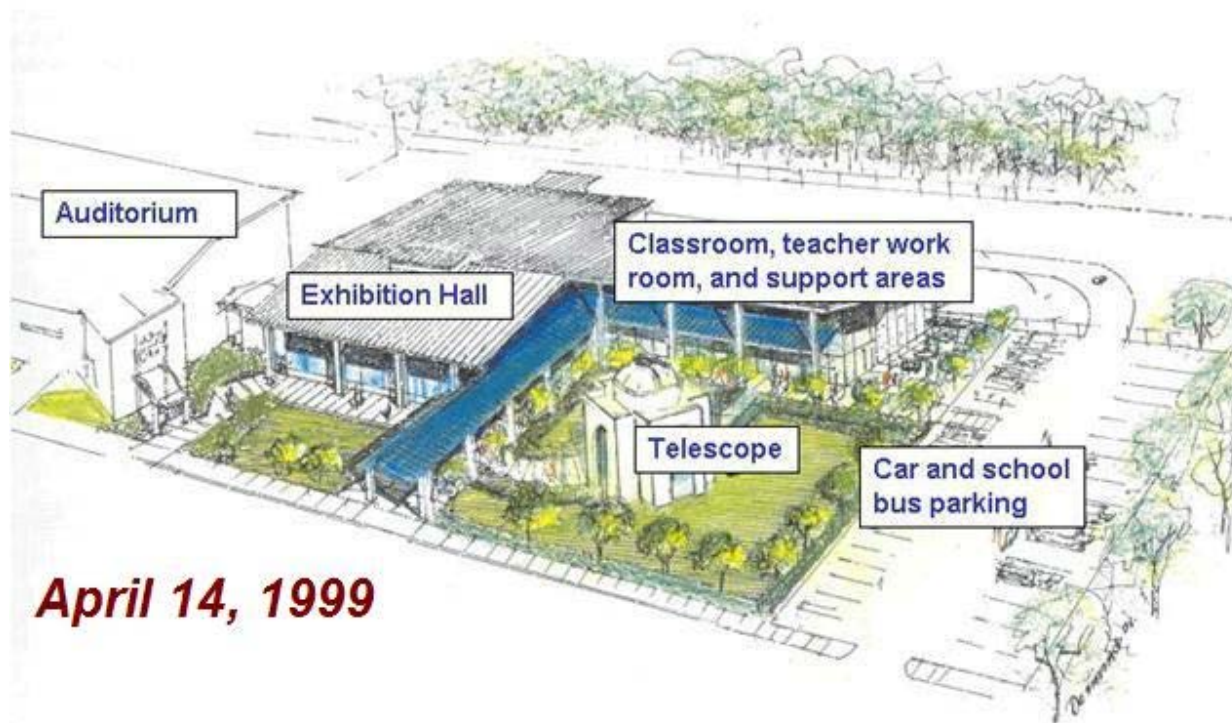 Auditorium
Exhibition Hall
Classroom, teacher work
room, and support areas
Telescope
Car and school
bus parking
April 14, 1999